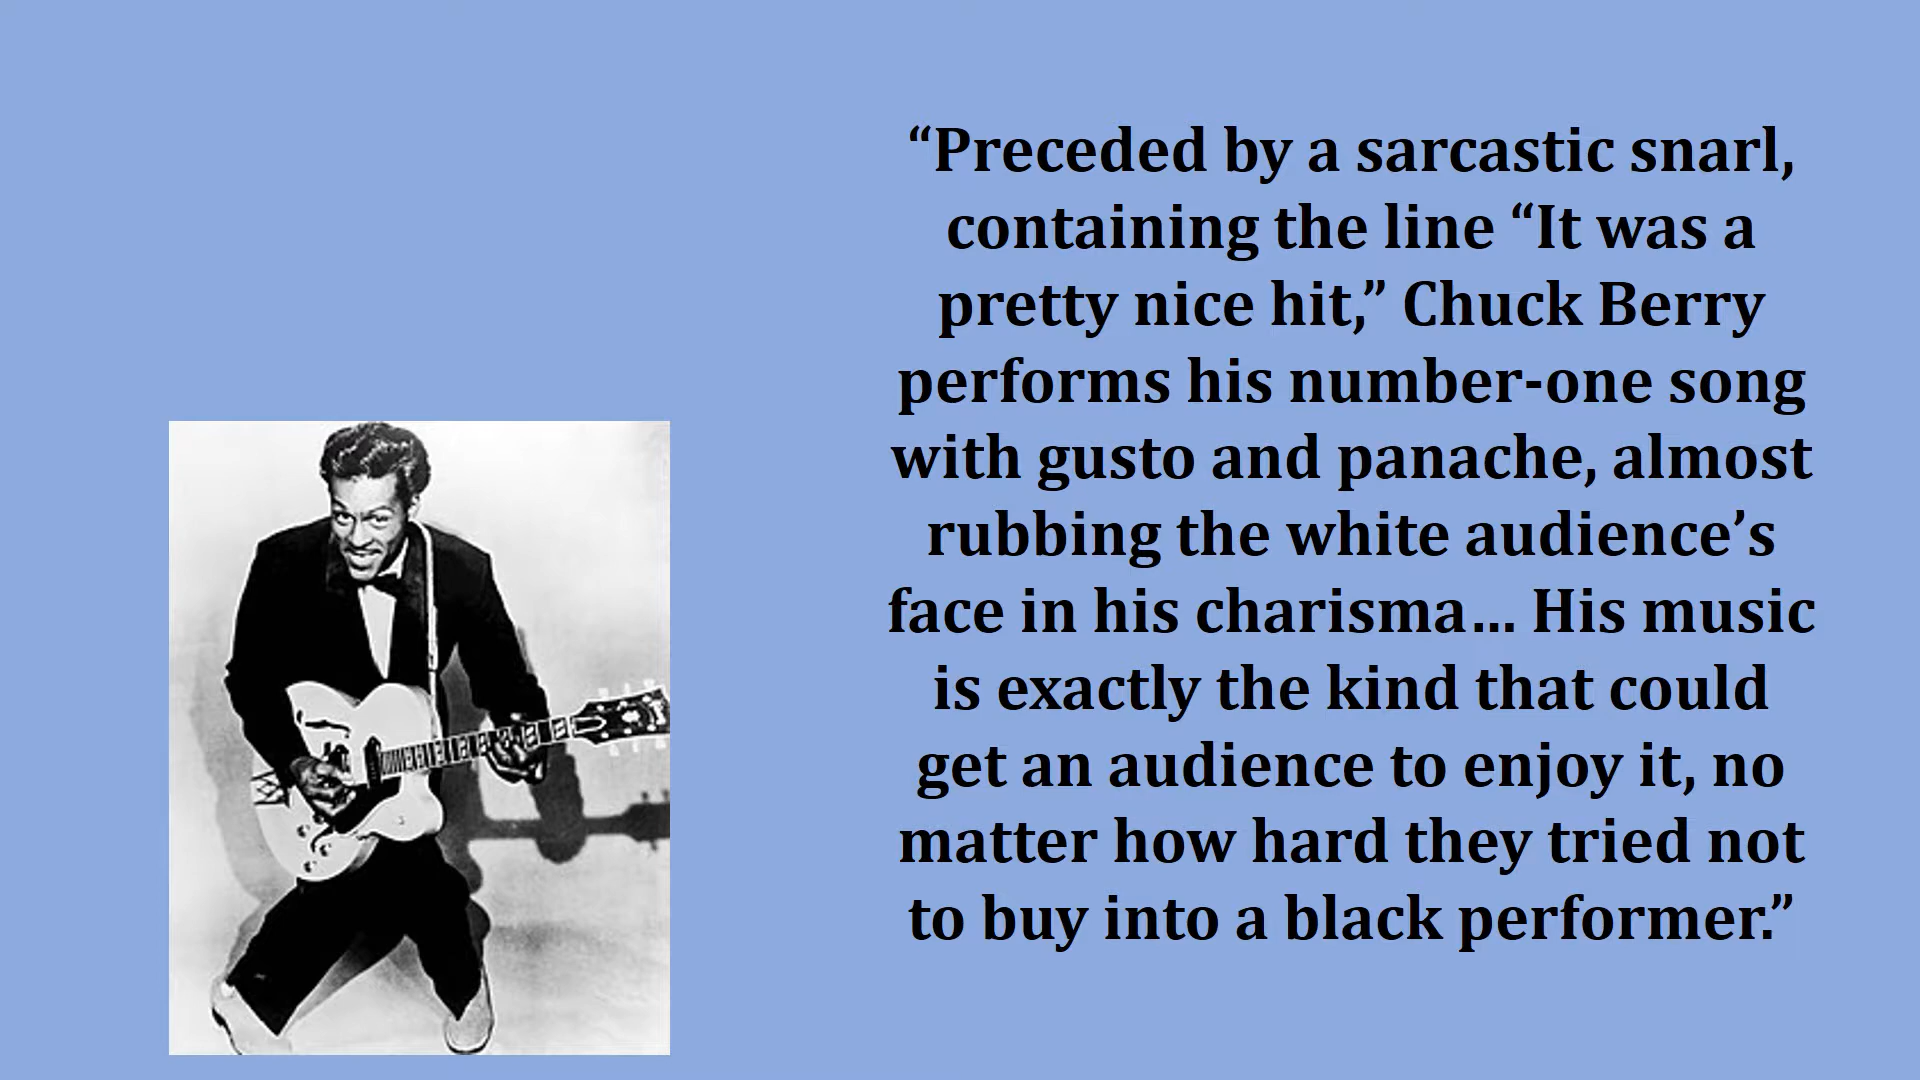 “Preceded by a sarcastic snarl,
containing the line “It was a
pretty nice hit,” Chuck Berry
performs his number-one song
with gusto and panache, almost
rubbing the white audience’s
face in his charisma… His music
is exactly the kind that could
get an audience to enjoy it, no
matter how hard they tried not
to buy into a black performer.”